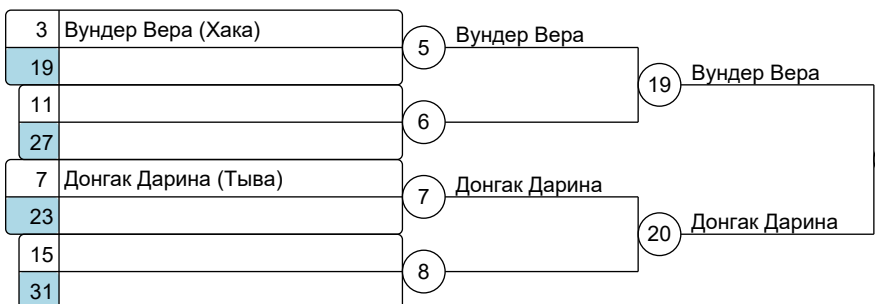 3 Вундер Вера (Хака)
19
5 Вундер Вера
11
27
6
19 Вундер Вера
7 Донгак Дарина (Тыва)
23
7 Донгак Дарина
15
31
8
20 Донгак Дарина